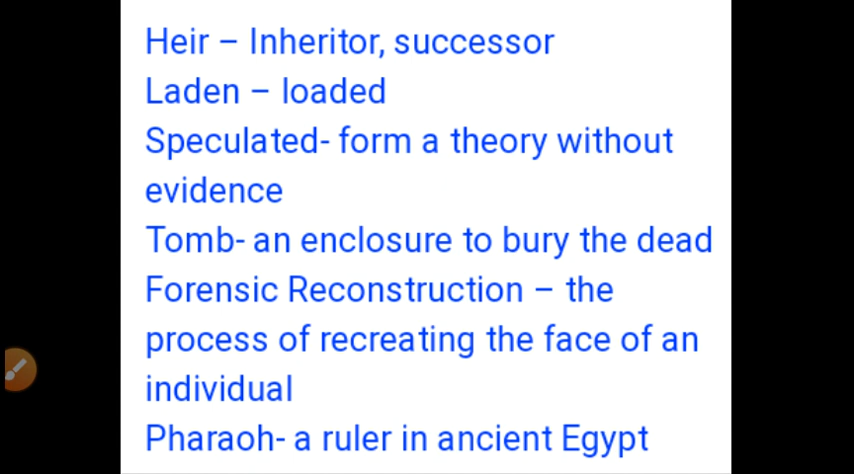 Heir – Inheritor, successor
Laden – loaded
Speculated- form a theory without
evidence
Tomb- an enclosure to bury the dead
Forensic Reconstruction – the
process of recreating the face of an
individual
Pharaoh- a ruler in ancient Egypt